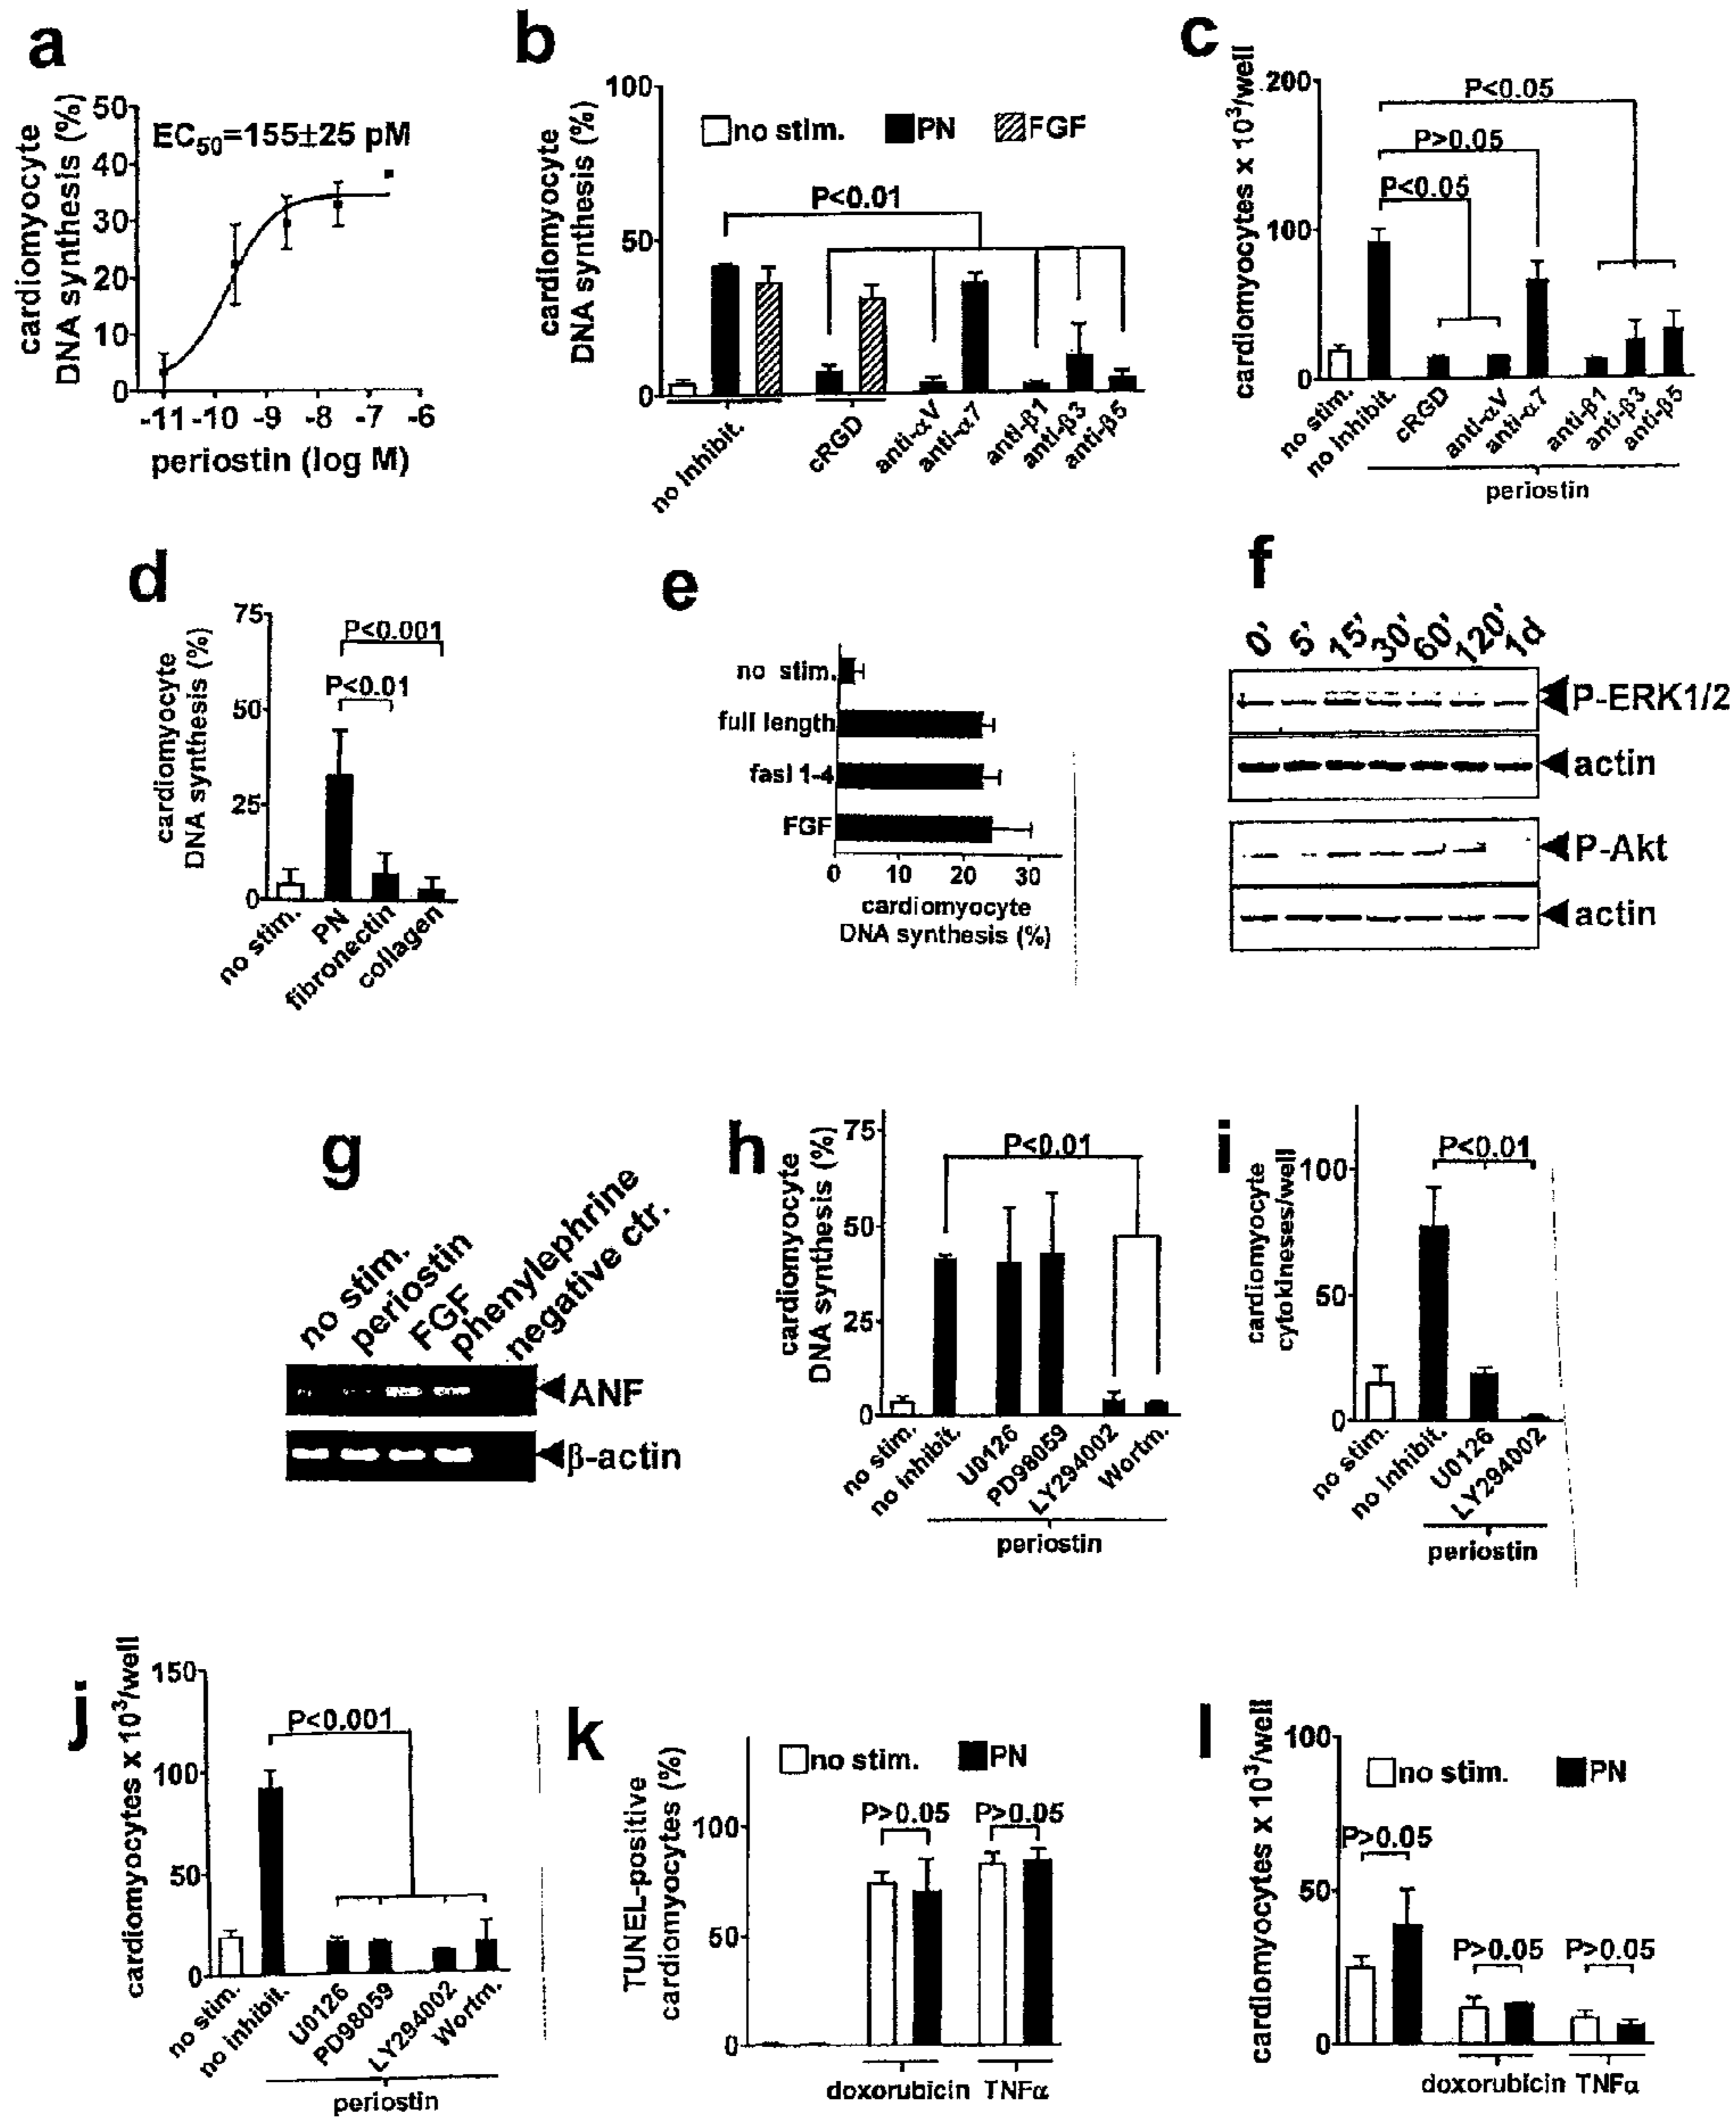 a
cardiomyocyte
DNA synthesis (%)
50
40
30
20
10
0
EC50=155±25 pM
-11 -10 -9 -8 -7 -6
periostin (log M)
b
cardiomyocyte
DNA synthesis (%)
100
50
0
no stim. PN FGF
P<0.01
no inhibit.
cRGD
anti-αV
anti-α7
anti-β1
anti-β3
anti-β5
c
cardiomyocytes x 10³/well
200
100
0
P<0.05
P>0.05
P<0.05
no stim.
no inhibit.
cRGD
anti-αV
anti-α7
anti-β1
anti-β3
anti-β5
periostin
d
cardiomyocyte
DNA synthesis (%)
75
50
25
0
P<0.001
P<0.01
no stim.
PN
fibronectin
collagen
e
no stim.
full length
fasl 1-4
FGF
0 10 20 30
cardiomyocyte
DNA synthesis (%)
f
0' 5' 15' 30' 60' 120' 1d
P-ERK1/2
actin
P-Akt
actin
g
no stim.
periostin
FGF
phenylephrine
negative ctr.
ANF
β-actin
h
cardiomyocyte
DNA synthesis (%)
75
50
25
0
P<0.01
no stim.
no inhibit.
U0126
PD98059
LY294002
Wortm.
periostin
i
cardiomyocyte
cytokineses/well
100
50
0
P<0.01
no stim.
no inhibit.
U0126
LY294002
periostin
j
cardiomyocytes x 10³/well
150
100
50
0
P<0.001
no stim.
no inhibit.
U0126
PD98059
LY294002
Wortm.
periostin
k
TUNEL-positive
cardiomyocytes (%)
100
50
0
no stim. PN
P>0.05 P>0.05
doxorubicin TNFα
l
cardiomyocytes x 10³/well
100
50
0
no stim. PN
P>0.05
P>0.05 P>0.05
doxorubicin TNFα